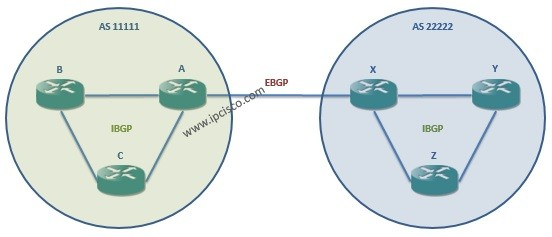 AS 11111
AS 22222
B
A
EBGP
X
Y
www.ipcisco.com
IBGP
IBGP
C
Z